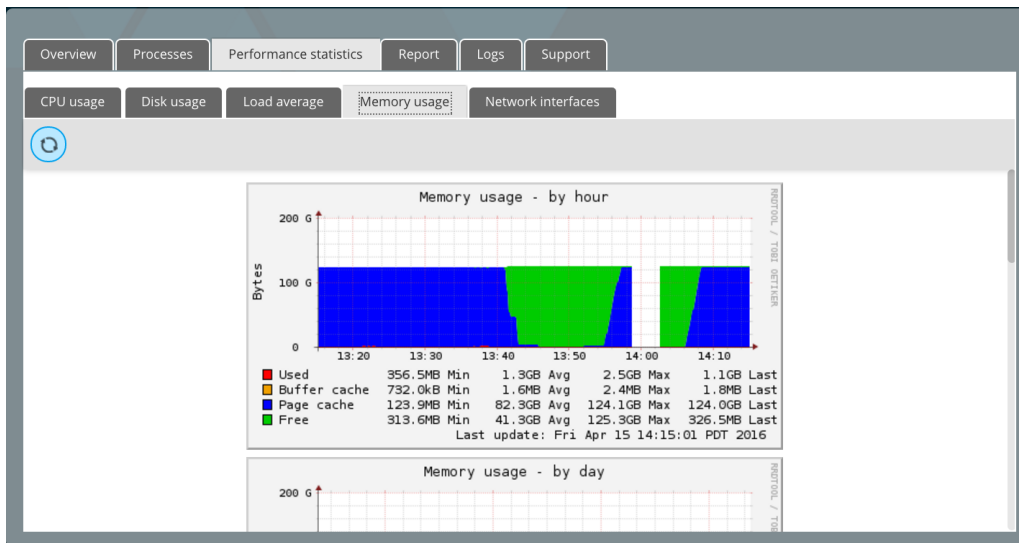 Overview Processes Performance statistics Report Logs Support
CPU usage Disk usage Load average Memory usage Network interfaces
Memory usage - by hour
RRDTOOL / TOBI OETIKER
200 G
100 G
0
Bytes
13:20 13:30 13:40 13:50 14:00 14:10
Used 356.5MB Min 1.3GB Avg 2.5GB Max 1.1GB Last
Buffer cache 732.0kB Min 1.6MB Avg 2.4MB Max 1.8MB Last
Page cache 123.9MB Min 82.3GB Avg 124.1GB Max 124.0GB Last
Free 313.6MB Min 41.3GB Avg 125.3GB Max 326.5MB Last
Last update: Fri Apr 15 14:15:01 PDT 2016
Memory usage - by day
RRDTOOL / TOB
200 G